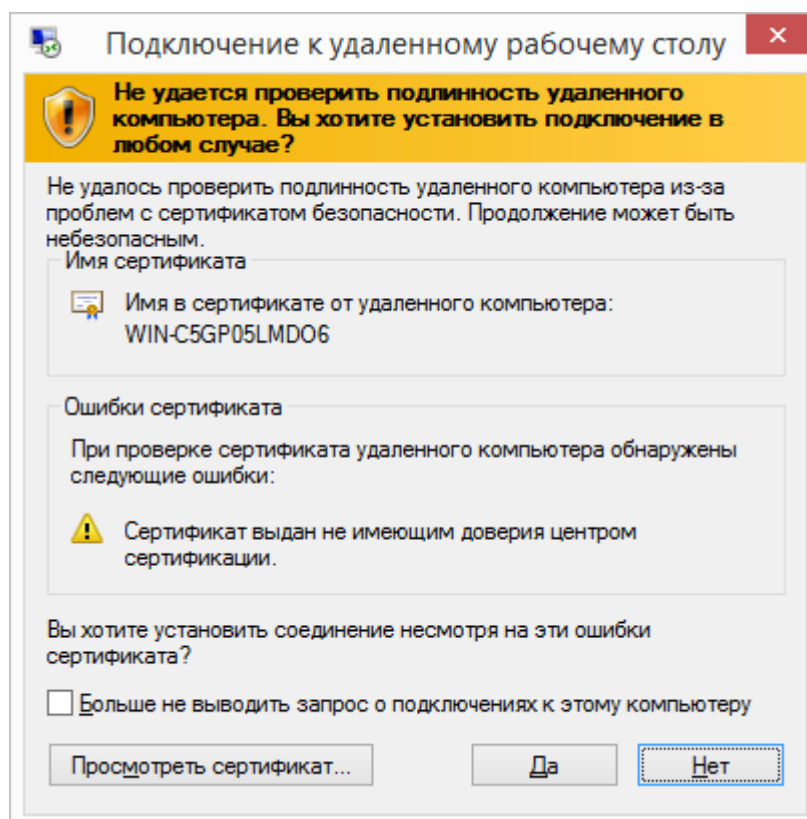 Подключение к удаленному рабочему столу
Не удается проверить подлинность удаленного
компьютера. Вы хотите установить подключение в
любом случае?
Не удалось проверить подлинность удаленного компьютера из-за
проблем с сертификатом безопасности. Продолжение может быть
небезопасным.
Имя сертификата
Имя в сертификате от удаленного компьютера:
WIN-C5GP05LMDO6
Ошибки сертификата
При проверке сертификата удаленного компьютера обнаружены
следующие ошибки:
Сертификат выдан не имеющим доверия центром
сертификации.
Вы хотите установить соединение несмотря на эти ошибки
сертификата?
Больше не выводить запрос о подключениях к этому компьютеру
Просмотреть сертификат...
Да
Нет